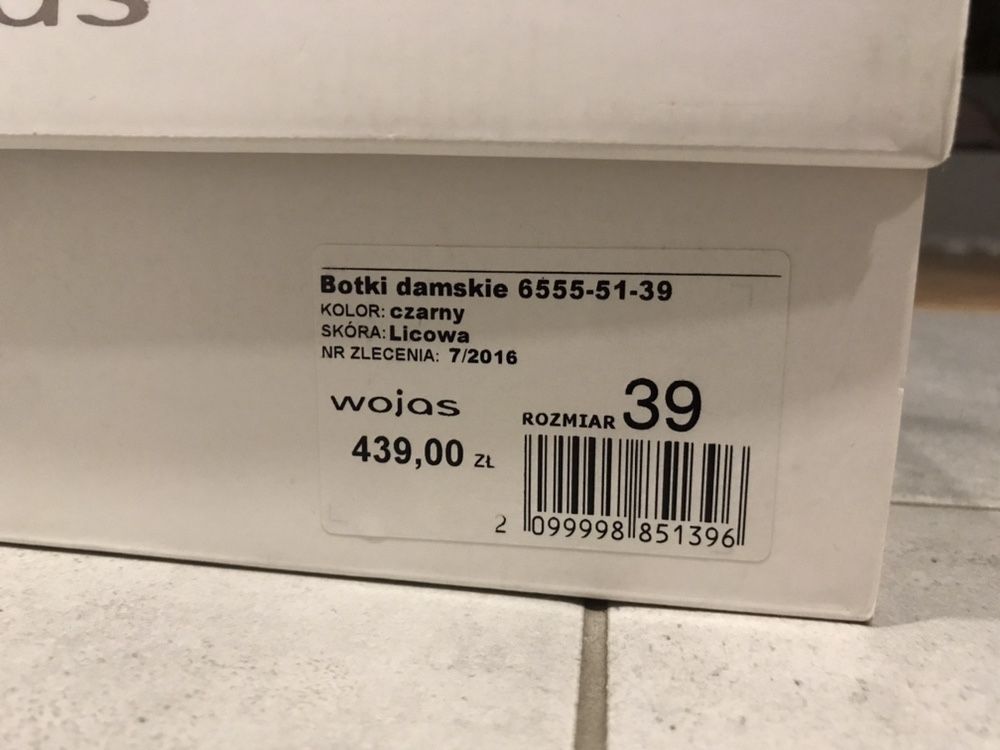 Botki damskie 6555-51-39
KOLOR: czarny
SKÓRA: Licowa
NR ZLECENIA: 7/2016
wojas
ROZMIAR 39
439,00 ZŁ
2 099998 851396